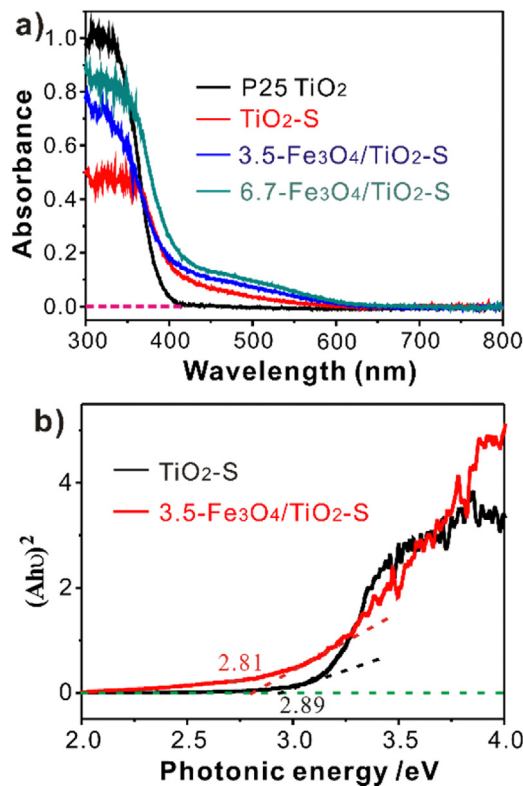 a)
1.0
0.8
0.6
0.4
0.2
0.0
Absorbance
P25 TiO₂
TiO₂-S
3.5-Fe₃O₄/TiO₂-S
6.7-Fe₃O₄/TiO₂-S
300 400 500 600 700 800
Wavelength (nm)
b)
4
2
0
(Ahυ)²
TiO₂-S
3.5-Fe₃O₄/TiO₂-S
2.81
2.89
2.0 2.5 3.0 3.5 4.0
Photonic energy /eV